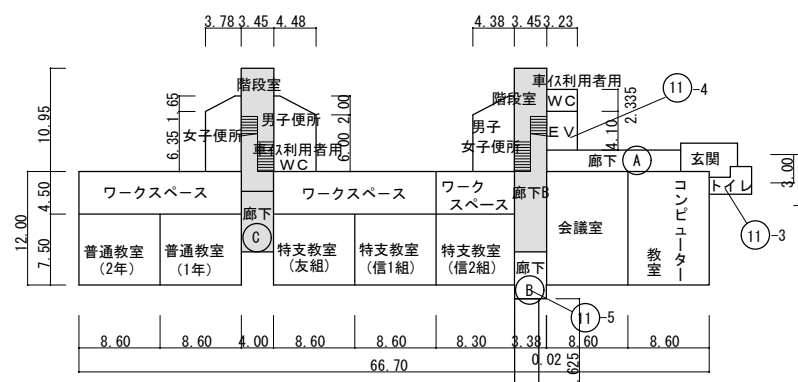 3.78 3.45 4.48
4.38 3.45 3.23
階段室
車イス利用者用
階段室
WC
11 -4
1.65
2.00
2.335
男子便所
女子便所
男子
女子便所
EV
10.95
6.35
6.00
4.10
車イス利用者用
WC
廊下 A
玄関
トイレ
3.00
ワークスペース
ワークスペース
ワーク
スペース
廊下B
会議室
コンピューター
教室
11 -3
4.50
12.00
7.50
廊下
C
普通教室
(2年)
普通教室
(1年)
特支教室
(友組)
特支教室
(信1組)
特支教室
(信2組)
廊下
B
11 -5
8.60 8.60 4.00 8.60 8.60 8.30 3.38 8.60 8.60
0.02
625
66.70